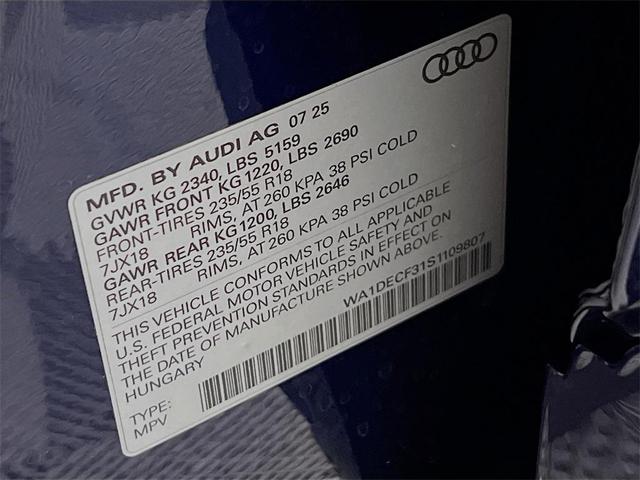 MFD. BY AUDI AG 07 25
GVWR KG 2340, LBS 5159
GAWR FRONT KG1220, LBS 2690
FRONT-TIRES 235/55 R18
7JX18 RIMS, AT 260 KPA 38 PSI COLD
GAWR REAR KG1200, LBS 2646
REAR-TIRES 235/55 R18
7JX18 RIMS, AT 260 KPA 38 PSI COLD
THIS VEHICLE CONFORMS TO ALL APPLICABLE
U.S. FEDERAL MOTOR VEHICLE SAFETY AND
THEFT PREVENTION STANDARDS IN EFFECT ON
THE DATE OF MANUFACTURE SHOWN ABOVE.
HUNGARY
WA1DECF31S1109807
TYPE:
MPV